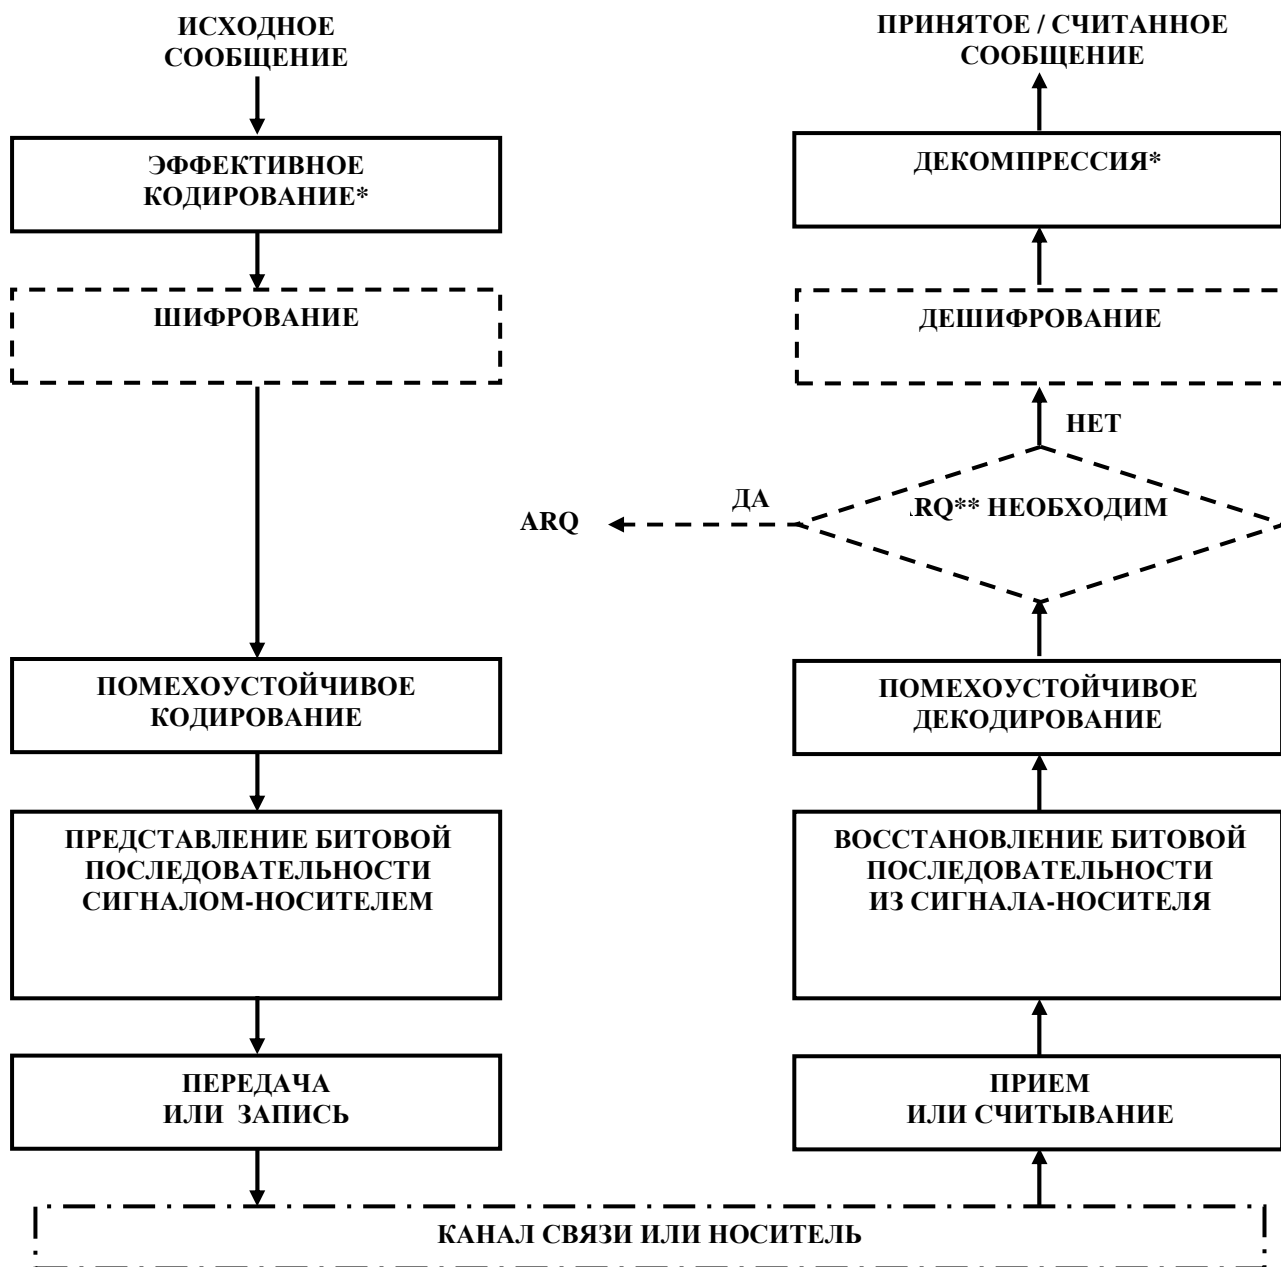 ИСХОДНОЕ
СООБЩЕНИЕ
ЭФФЕКТИВНОЕ
КОДИРОВАНИЕ*
ШИФРОВАНИЕ
ПОМЕХОУСТОЙЧИВОЕ
КОДИРОВАНИЕ
ПРЕДСТАВЛЕНИЕ БИТОВОЙ
ПОСЛЕДОВАТЕЛЬНОСТИ
СИГНАЛОМ-НОСИТЕЛЕМ
ПЕРЕДАЧА
ИЛИ ЗАПИСЬ
КАНАЛ СВЯЗИ ИЛИ НОСИТЕЛЬ
ПРИЕМ
ИЛИ СЧИТЫВАНИЕ
ВОССТАНОВЛЕНИЕ БИТОВОЙ
ПОСЛЕДОВАТЕЛЬНОСТИ
ИЗ СИГНАЛА-НОСИТЕЛЯ
ПОМЕХОУСТОЙЧИВОЕ
ДЕКОДИРОВАНИЕ
RQ** НЕОБХОДИМ
ДА
ARQ
НЕТ
ДЕШИФРОВАНИЕ
ДЕКОМПРЕССИЯ*
ПРИНЯТОЕ / СЧИТАННОЕ
СООБЩЕНИЕ